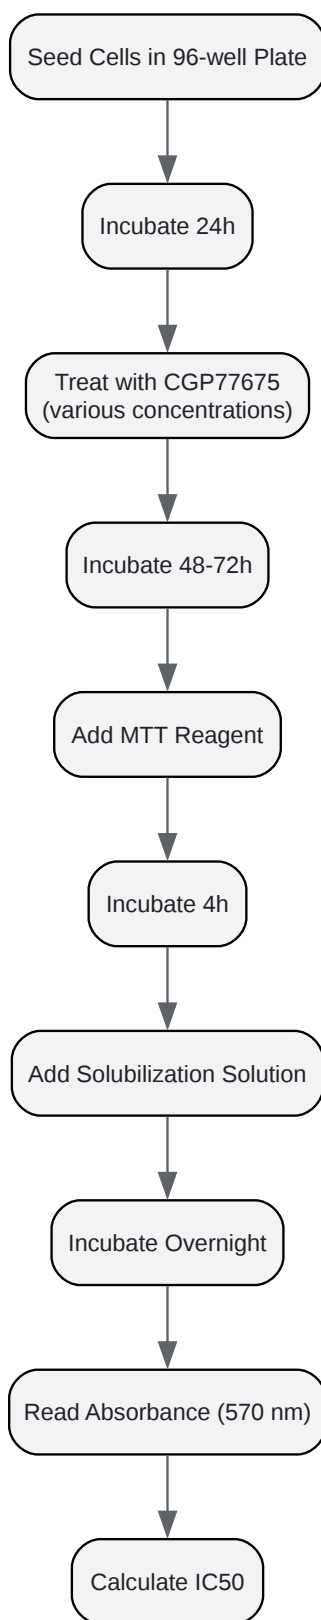 Seed Cells in 96-well Plate
Incubate 24h
Treat with CGP77675
(various concentrations)
Incubate 48-72h
Add MTT Reagent
Incubate 4h
Add Solubilization Solution
Incubate Overnight
Read Absorbance (570 nm)
Calculate IC50